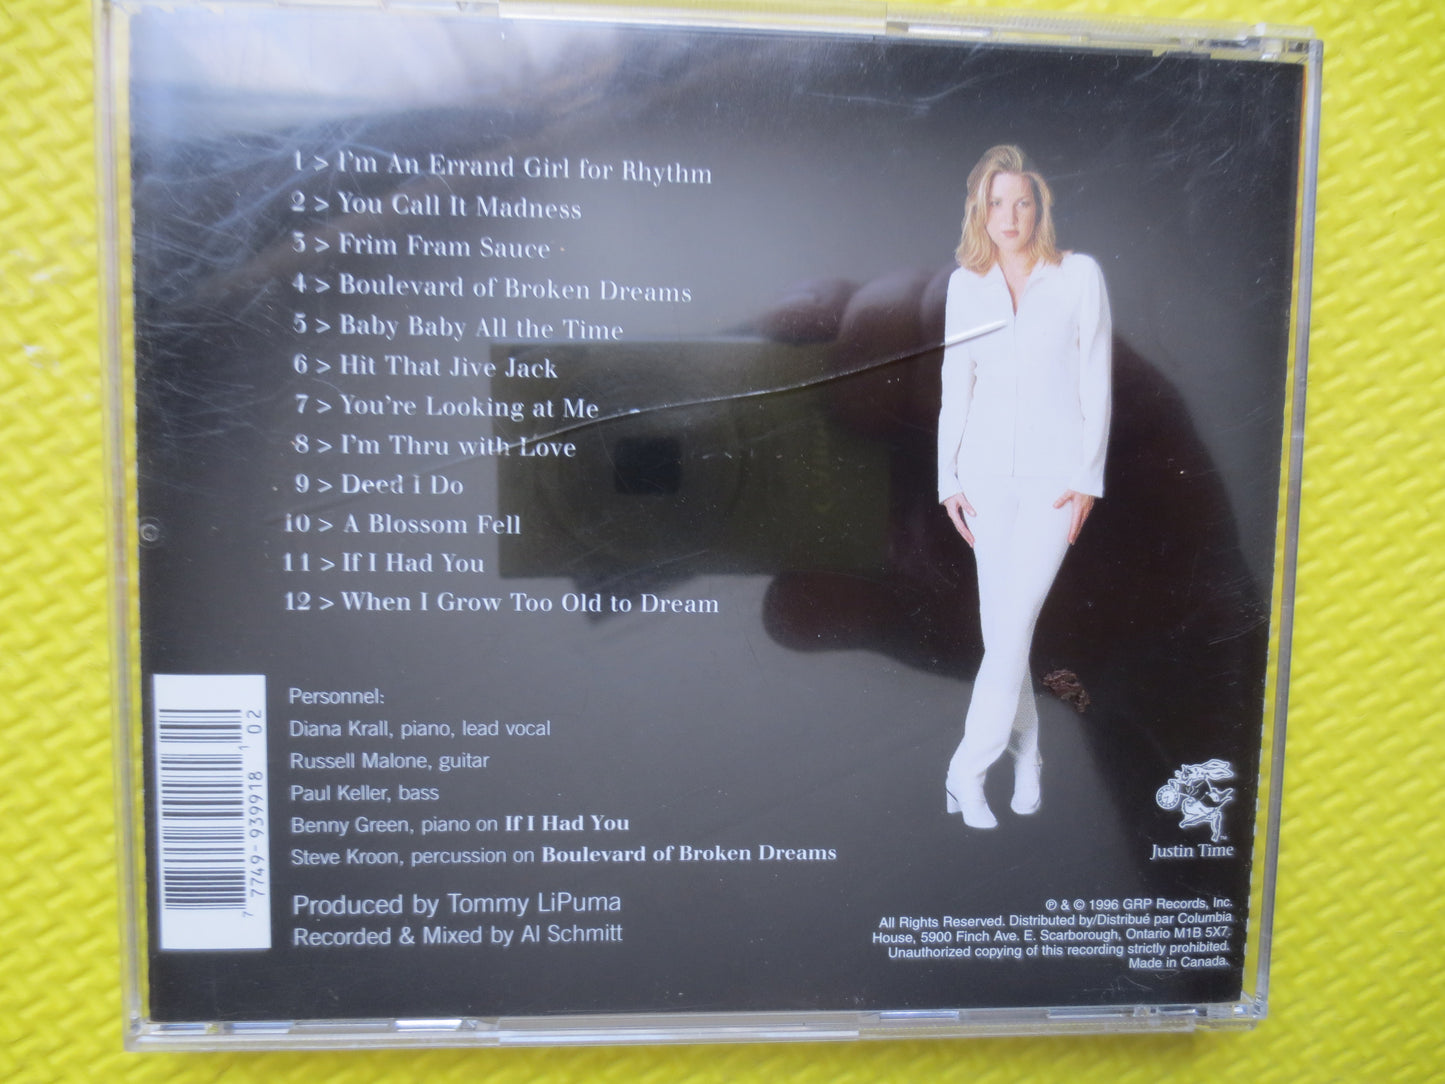 1 > I'm An Errand Girl for Rhythm
2 > You Call It Madness
3 > Frim Fram Sauce
4 > Boulevard of Broken Dreams
5 > Baby Baby All the Time
6 > Hit That Jive Jack
7 > You're Looking at Me
8 > I'm Thru with Love
9 > Deed i Do
10 > A Blossom Fell
11 > If I Had You
12 > When I Grow Too Old to Dream
Personnel:
Diana Krall, piano, lead vocal
Russell Malone, guitar
Paul Keller, bass
Benny Green, piano on If I Had You
Steve Kroon, percussion on Boulevard of Broken Dreams
Produced by Tommy LiPuma
Recorded & Mixed by Al Schmitt
7 7749-939918 1 02
Justin Time
℗ & © 1996 GRP Records, Inc.
All Rights Reserved. Distributed by/Distribué par Columbia
House, 5900 Finch Ave. E. Scarborough, Ontario M1B 5X7.
Unauthorized copying of this recording strictly prohibited.
Made in Canada.